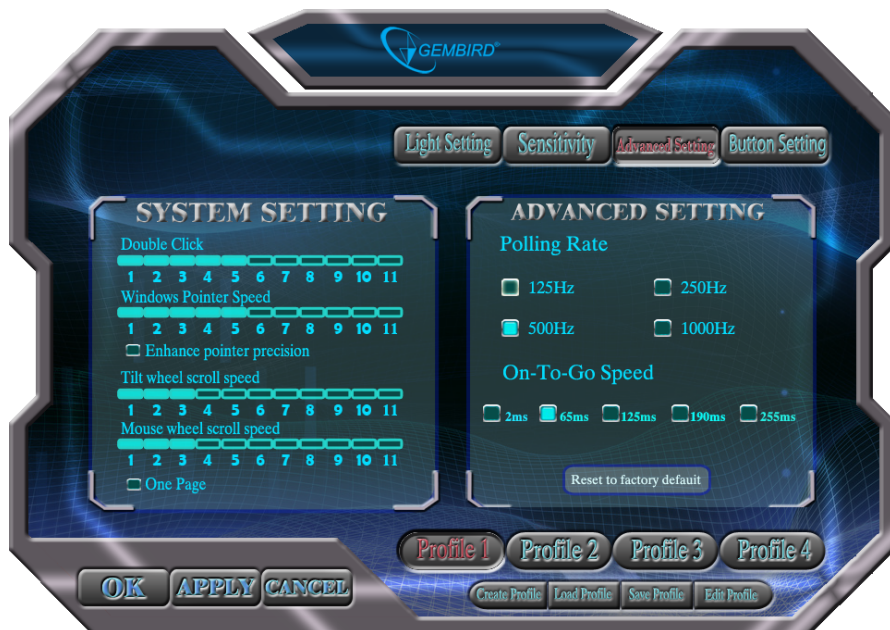 GEMBIRD®
Light Setting Sensitivity Advanced Setting Button Setting
SYSTEM SETTING
Double Click
1 2 3 4 5 6 7 8 9 10 11
Windows Pointer Speed
1 2 3 4 5 6 7 8 9 10 11
Enhance pointer precision
Tilt wheel scroll speed
1 2 3 4 5 6 7 8 9 10 11
Mouse wheel scroll speed
1 2 3 4 5 6 7 8 9 10 11
One Page
ADVANCED SETTING
Polling Rate
125Hz 250Hz
500Hz 1000Hz
On-To-Go Speed
2ms 65ms 125ms 190ms 255ms
Reset to factory default
Profile 1 Profile 2 Profile 3 Profile 4
OK APPLY CANCEL
Create Profile Load Profile Save Profile Edit Profile